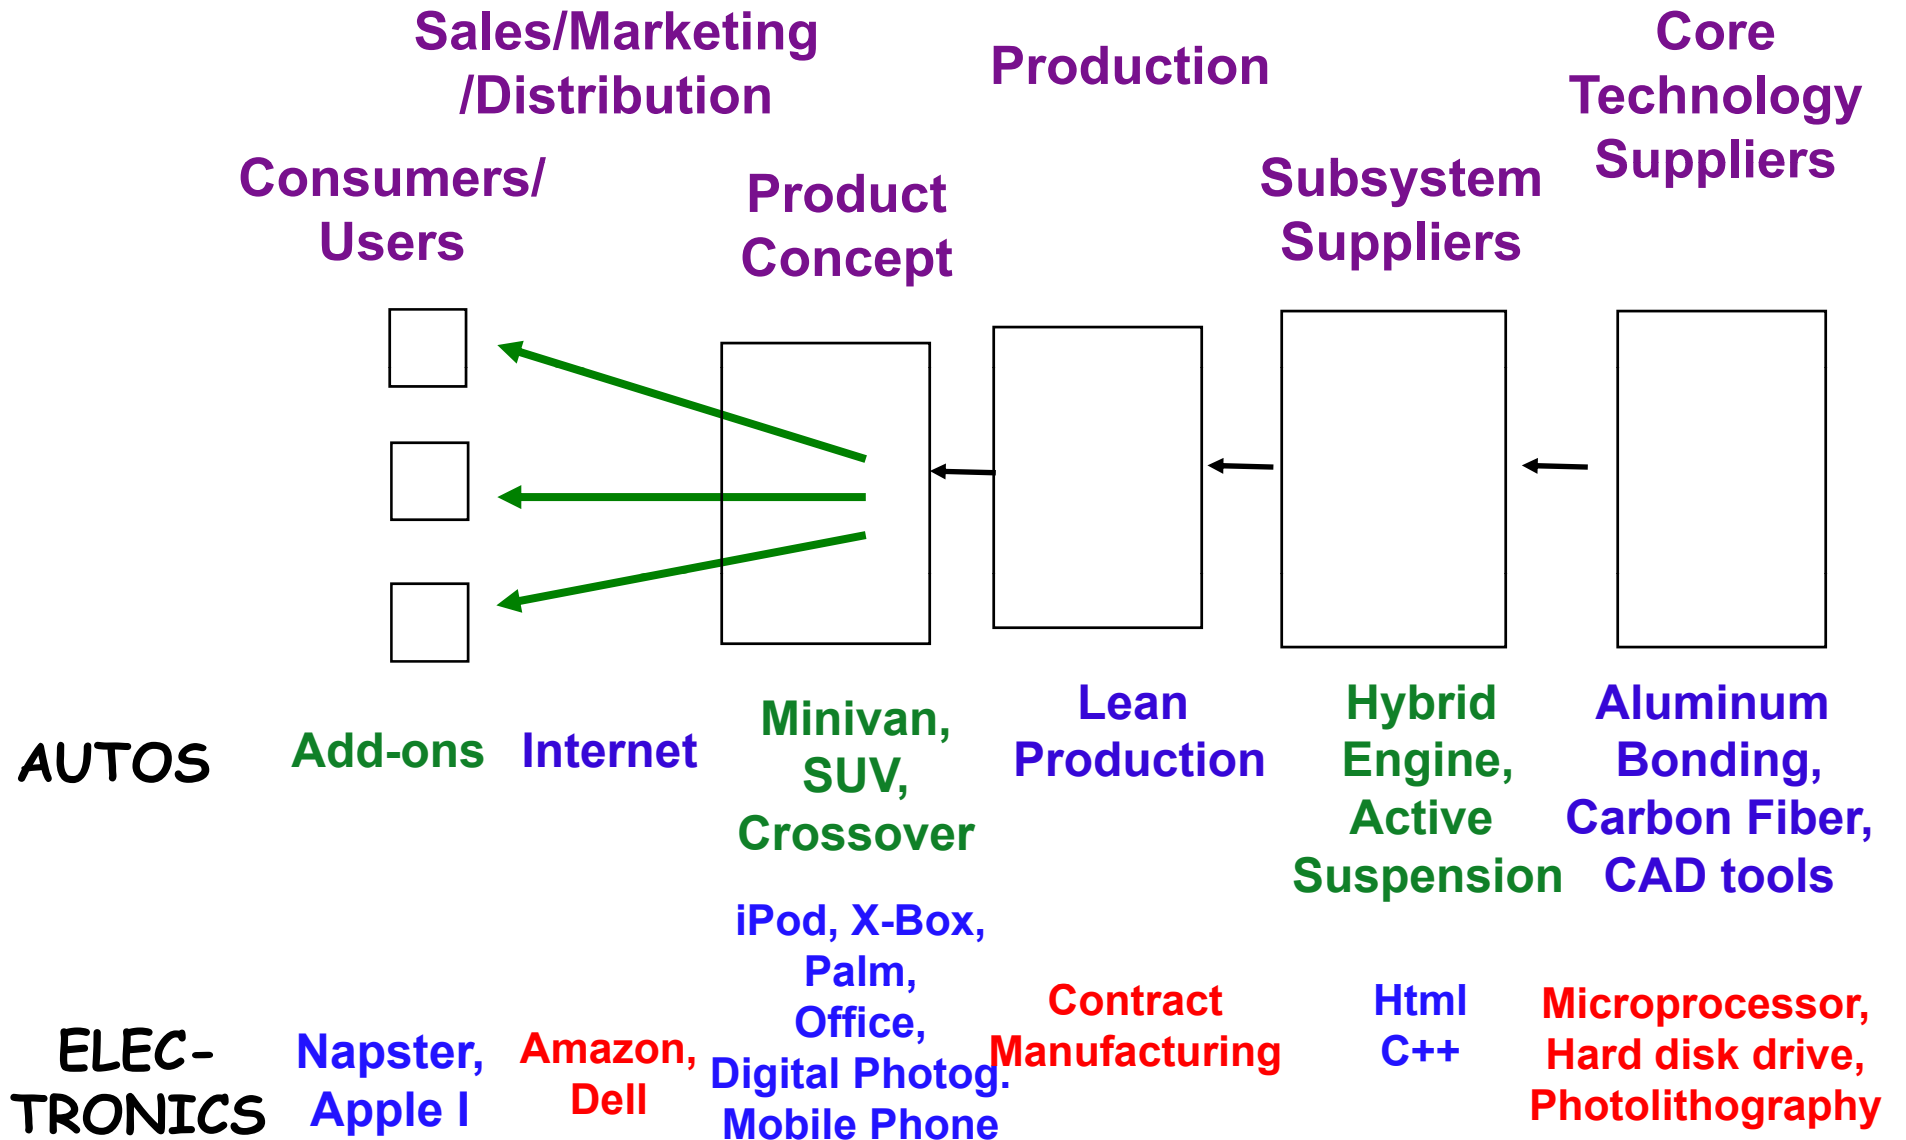 Sales/Marketing
/Distribution
Production
Core
Technology
Suppliers
Consumers/
Users
Product
Concept
Subsystem
Suppliers
AUTOS
Add-ons
Internet
Minivan,
SUV,
Crossover
Lean
Production
Hybrid
Engine,
Active
Suspension
Aluminum
Bonding,
Carbon Fiber,
CAD tools
ELEC-
TRONICS
Napster,
Apple I
Amazon,
Dell
iPod, X-Box,
Palm,
Office,
Digital Photog.
Mobile Phone
Contract
Manufacturing
Html
C++
Microprocessor,
Hard disk drive,
Photolithography